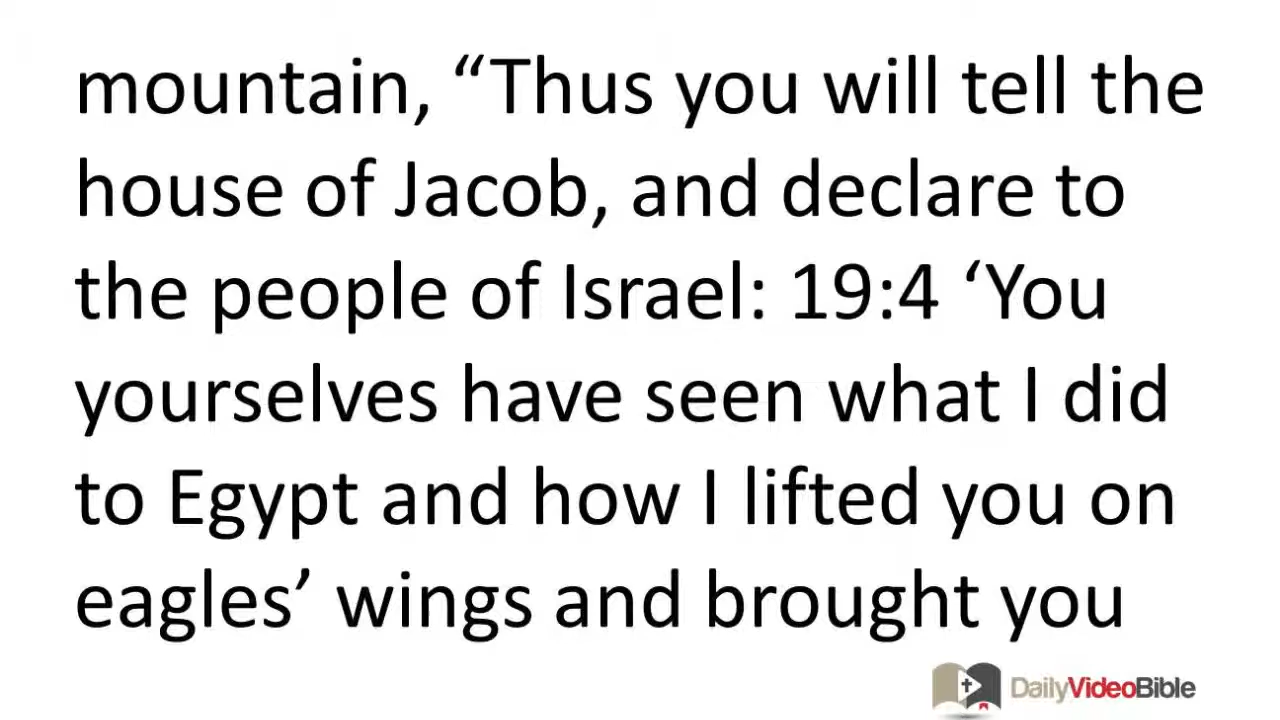 mountain, “Thus you will tell the
house of Jacob, and declare to
the people of Israel: 19:4 ‘You
yourselves have seen what I did
to Egypt and how I lifted you on
eagles’ wings and brought you
DailyVideoBible